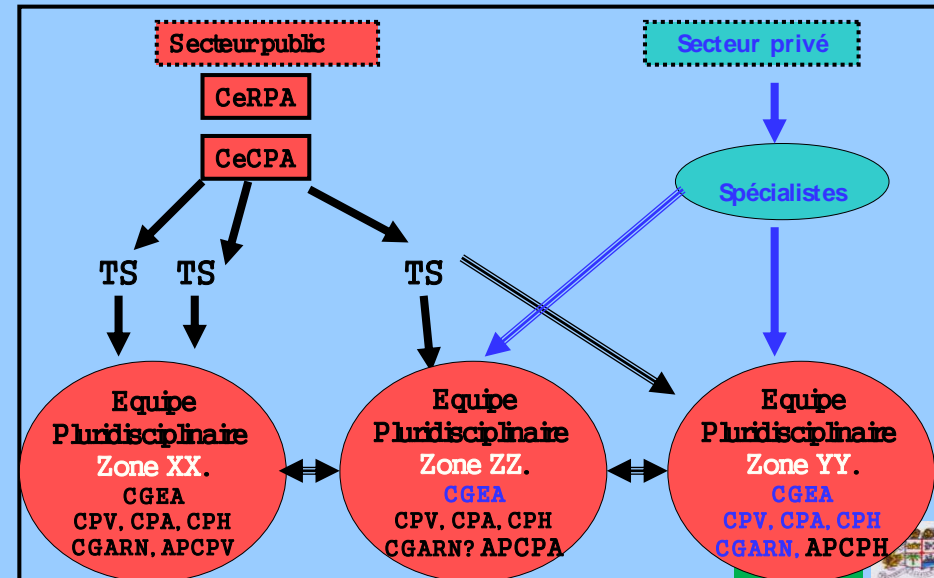 Secteur public
Secteur privé
CeRPA
CeCPA
Spécialistes
TS TS TS
Equipe
Pluridisciplinaire
Zone XX.
CGEA
CPV, CPA, CPH
CGARN, APCPV
Equipe
Pluridisciplinaire
Zone ZZ.
CGEA
CPV, CPA, CPH
CGARN? APCPA
Equipe
Pluridisciplinaire
Zone YY.
CGEA
CPV, CPA, CPH
CGARN, APCPH